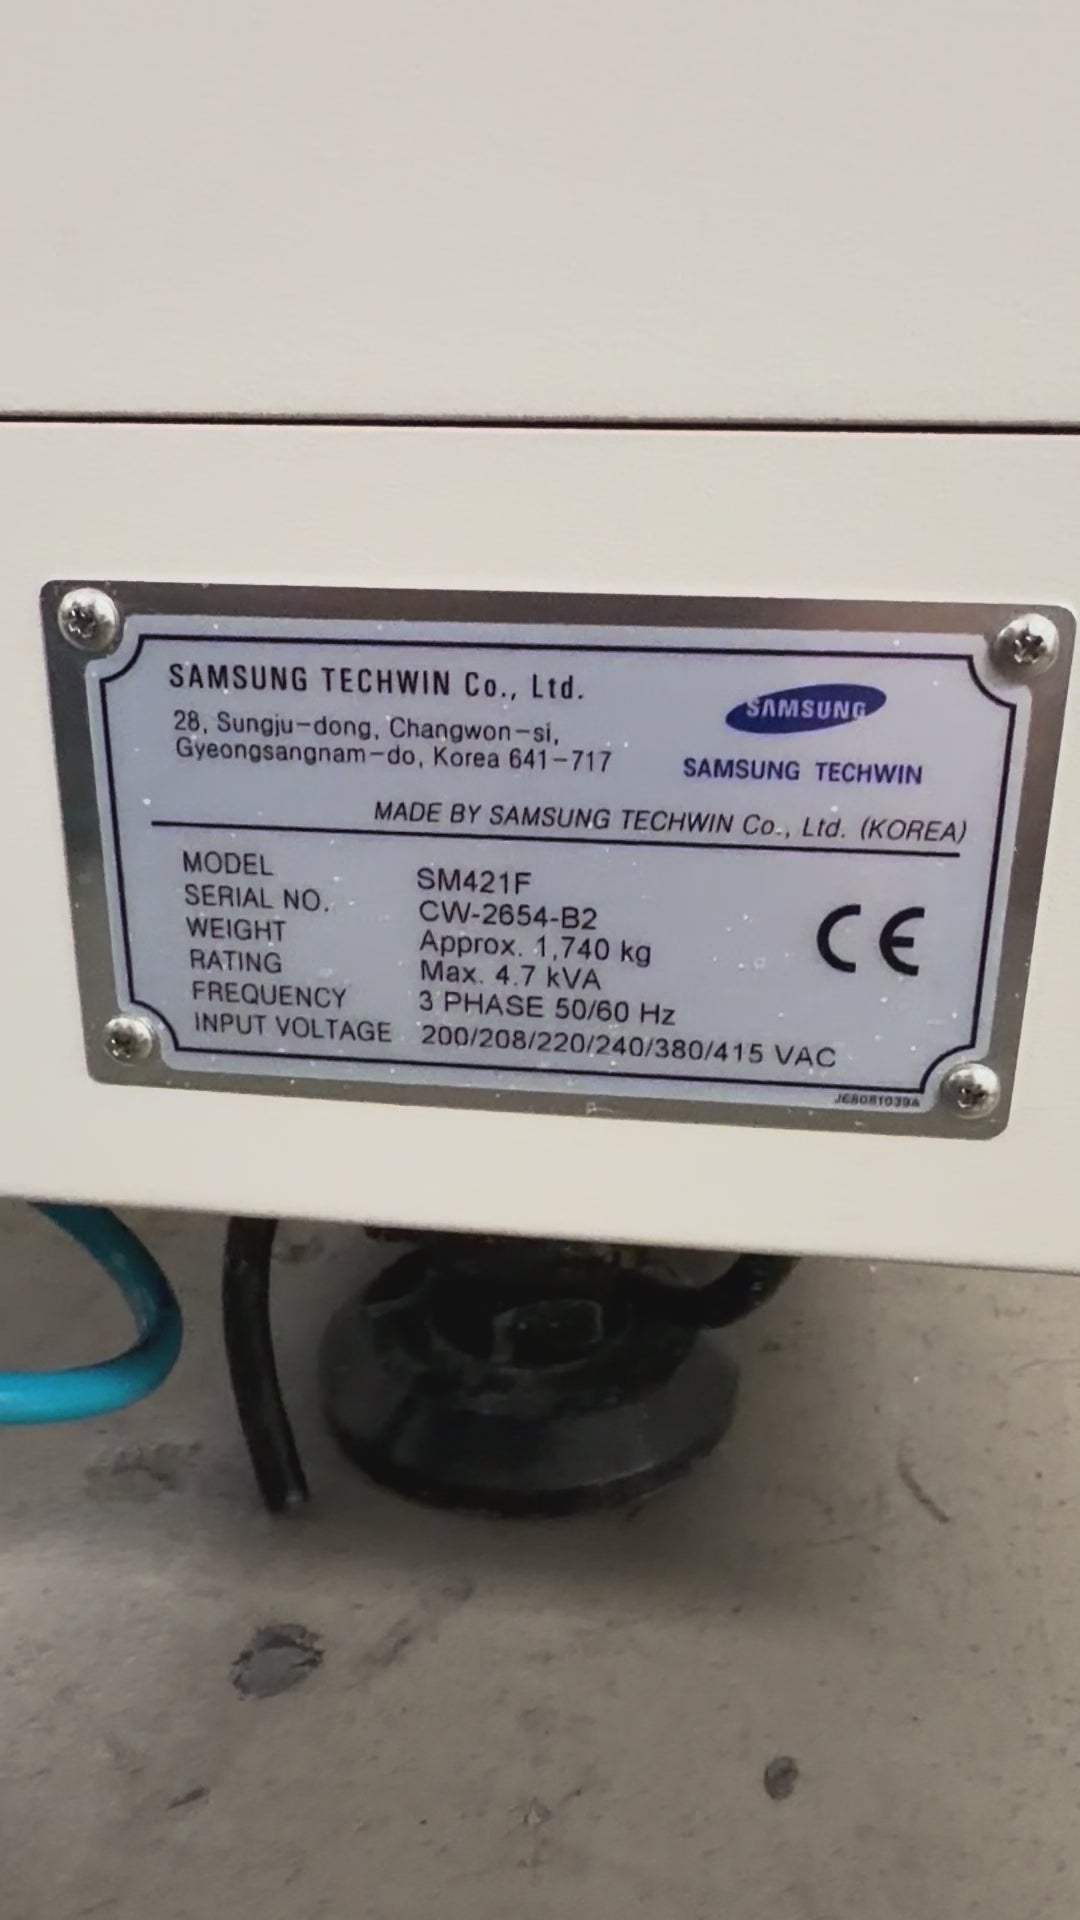 SAMSUNG TECHWIN Co., Ltd.
28, Sungju-dong, Changwon-si,
Gyeongsangnam-do, Korea 641-717
SAMSUNG
SAMSUNG TECHWIN
MADE BY SAMSUNG TECHWIN Co., Ltd. (KOREA)
MODEL SM421F
SERIAL NO. CW-2654-B2
WEIGHT Approx. 1,740 kg
RATING Max. 4.7 kVA
FREQUENCY 3 PHASE 50/60 Hz
INPUT VOLTAGE 200/208/220/240/380/415 VAC
CE